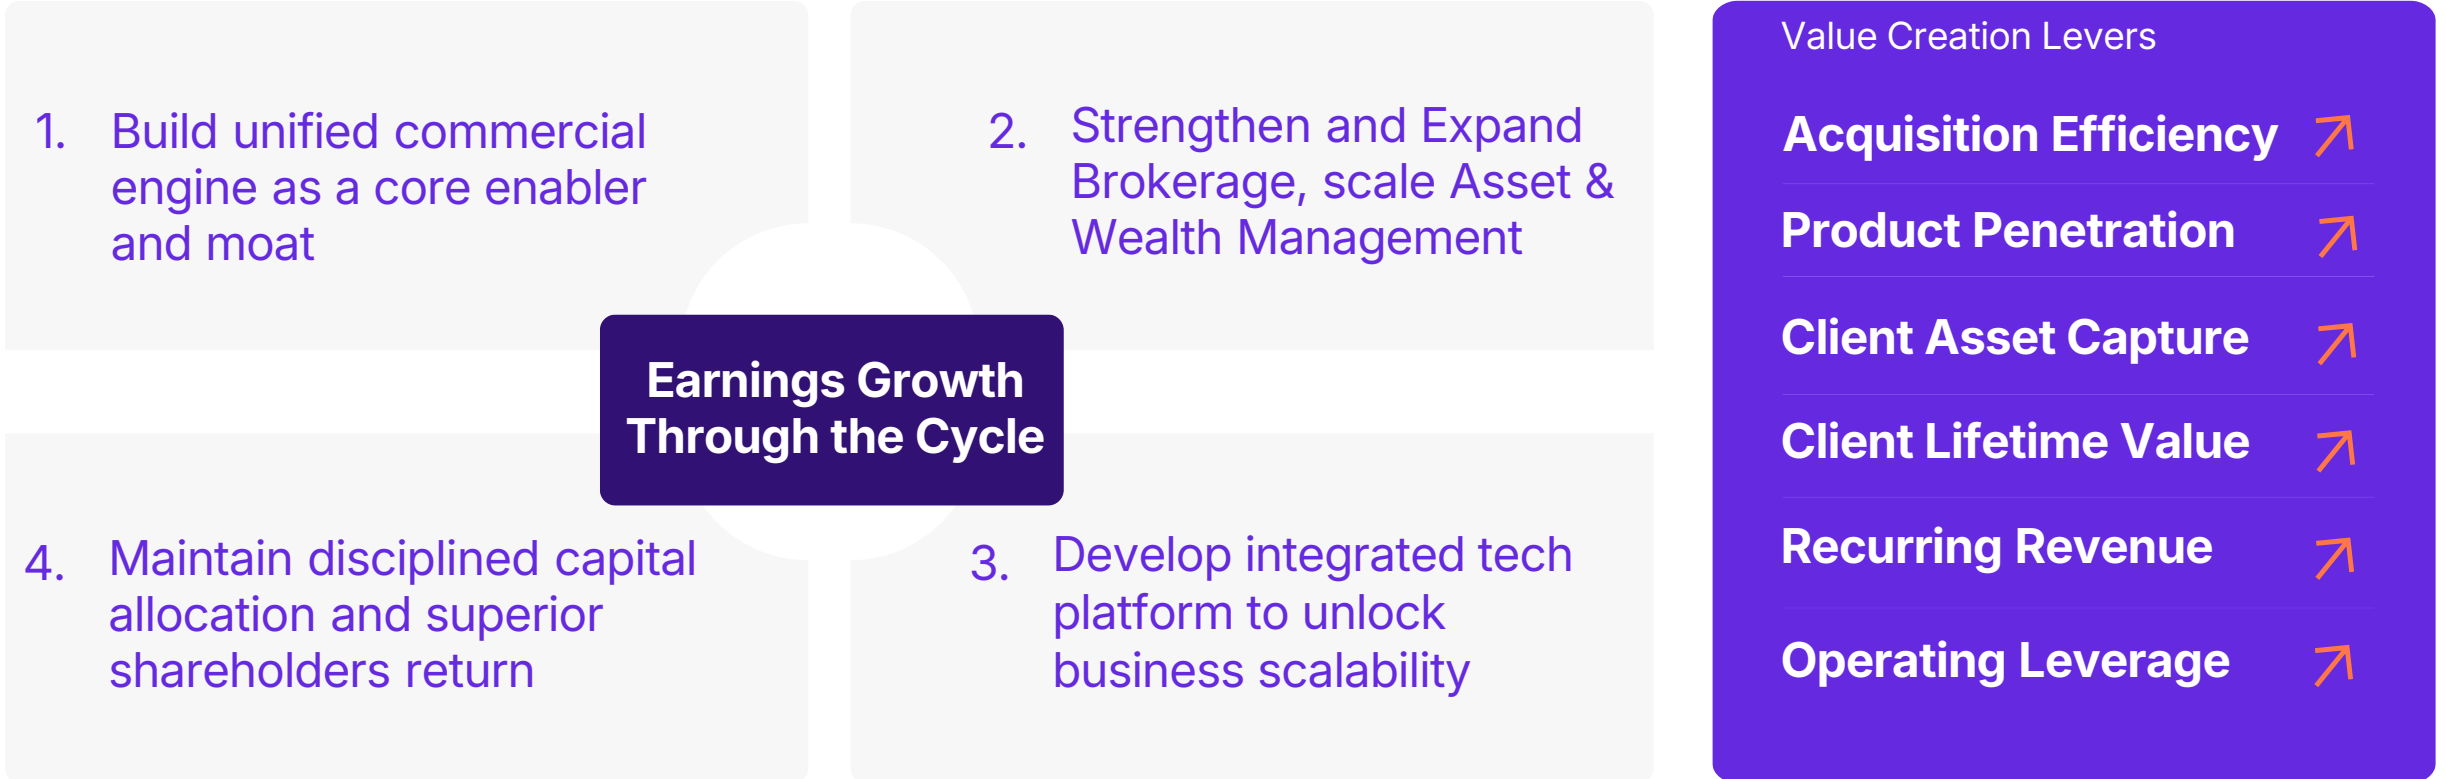 1. Build unified commercial
engine as a core enabler
and moat
2. Strengthen and Expand
Brokerage, scale Asset &
Wealth Management
Earnings Growth
Through the Cycle
4. Maintain disciplined capital
allocation and superior
shareholders return
3. Develop integrated tech
platform to unlock
business scalability
Value Creation Levers
Acquisition Efficiency
Product Penetration
Client Asset Capture
Client Lifetime Value
Recurring Revenue
Operating Leverage